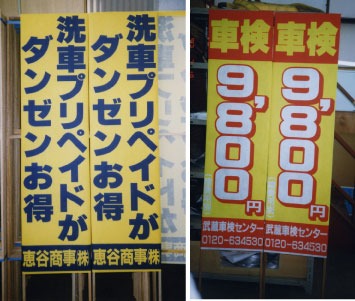 洗車プリペイドが
ダンゼンお得
恵谷商事㈱
洗車プリペイドが
ダンゼンお得
恵谷商事㈱
車検
9,800円
武蔵車検センター
0120-634530
車検
9,800円
武蔵車検センター
0120-634530